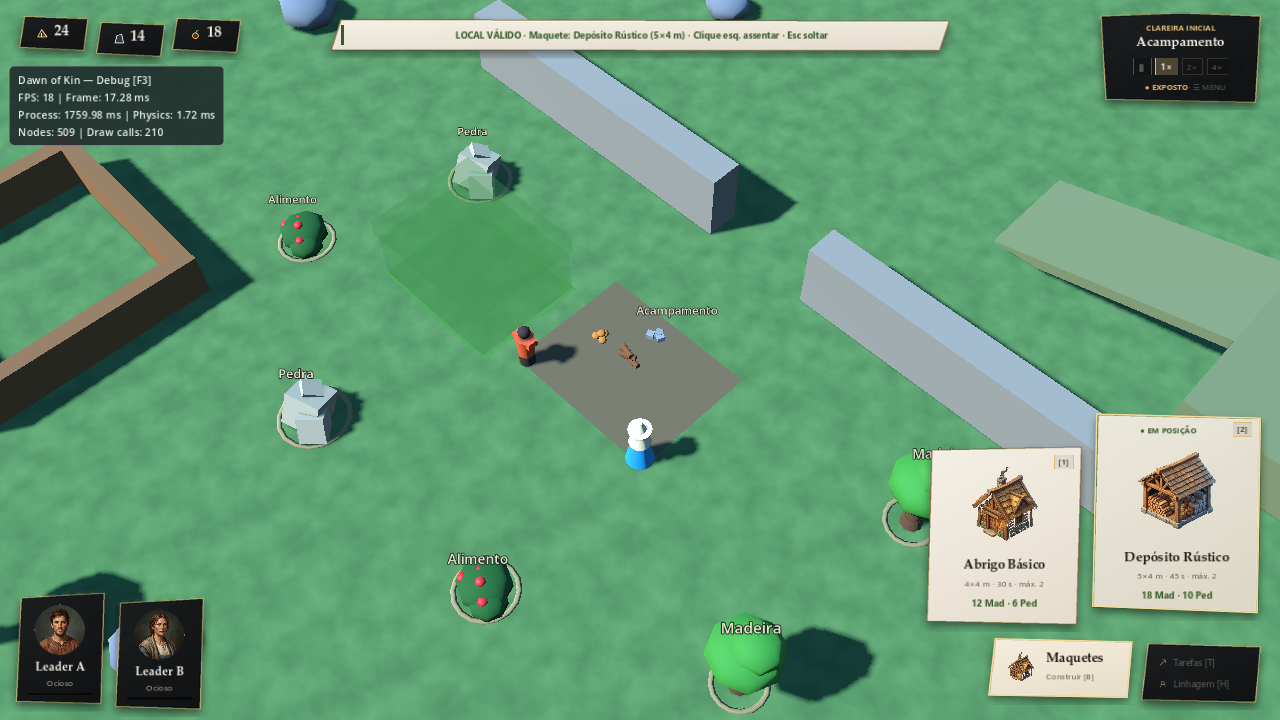 24
14
18
LOCAL VÁLIDO · Maquete: Depósito Rústico (5×4 m) · Clique esq. assentar · Esc soltar
CLAREIRA INICIAL
Acampamento
1×
2×
4×
● EXPOSTO ☰ MENU
Dawn of Kin — Debug [F3]
FPS: 18 | Frame: 17.28 ms
Process: 1759.98 ms | Physics: 1.72 ms
Nodes: 509 | Draw calls: 210
Pedra
Alimento
Acampamento
Pedra
Alimento
Madeira
[1]
Abrigo Básico
4×4 m · 30 s · máx. 2
12 Mad · 6 Ped
● EM POSIÇÃO
[2]
Depósito Rústico
5×4 m · 45 s · máx. 2
18 Mad · 10 Ped
Leader A
Ocioso
Leader B
Ocioso
Maquetes
Construir [B]
Tarefas [T]
Linhagem [H]